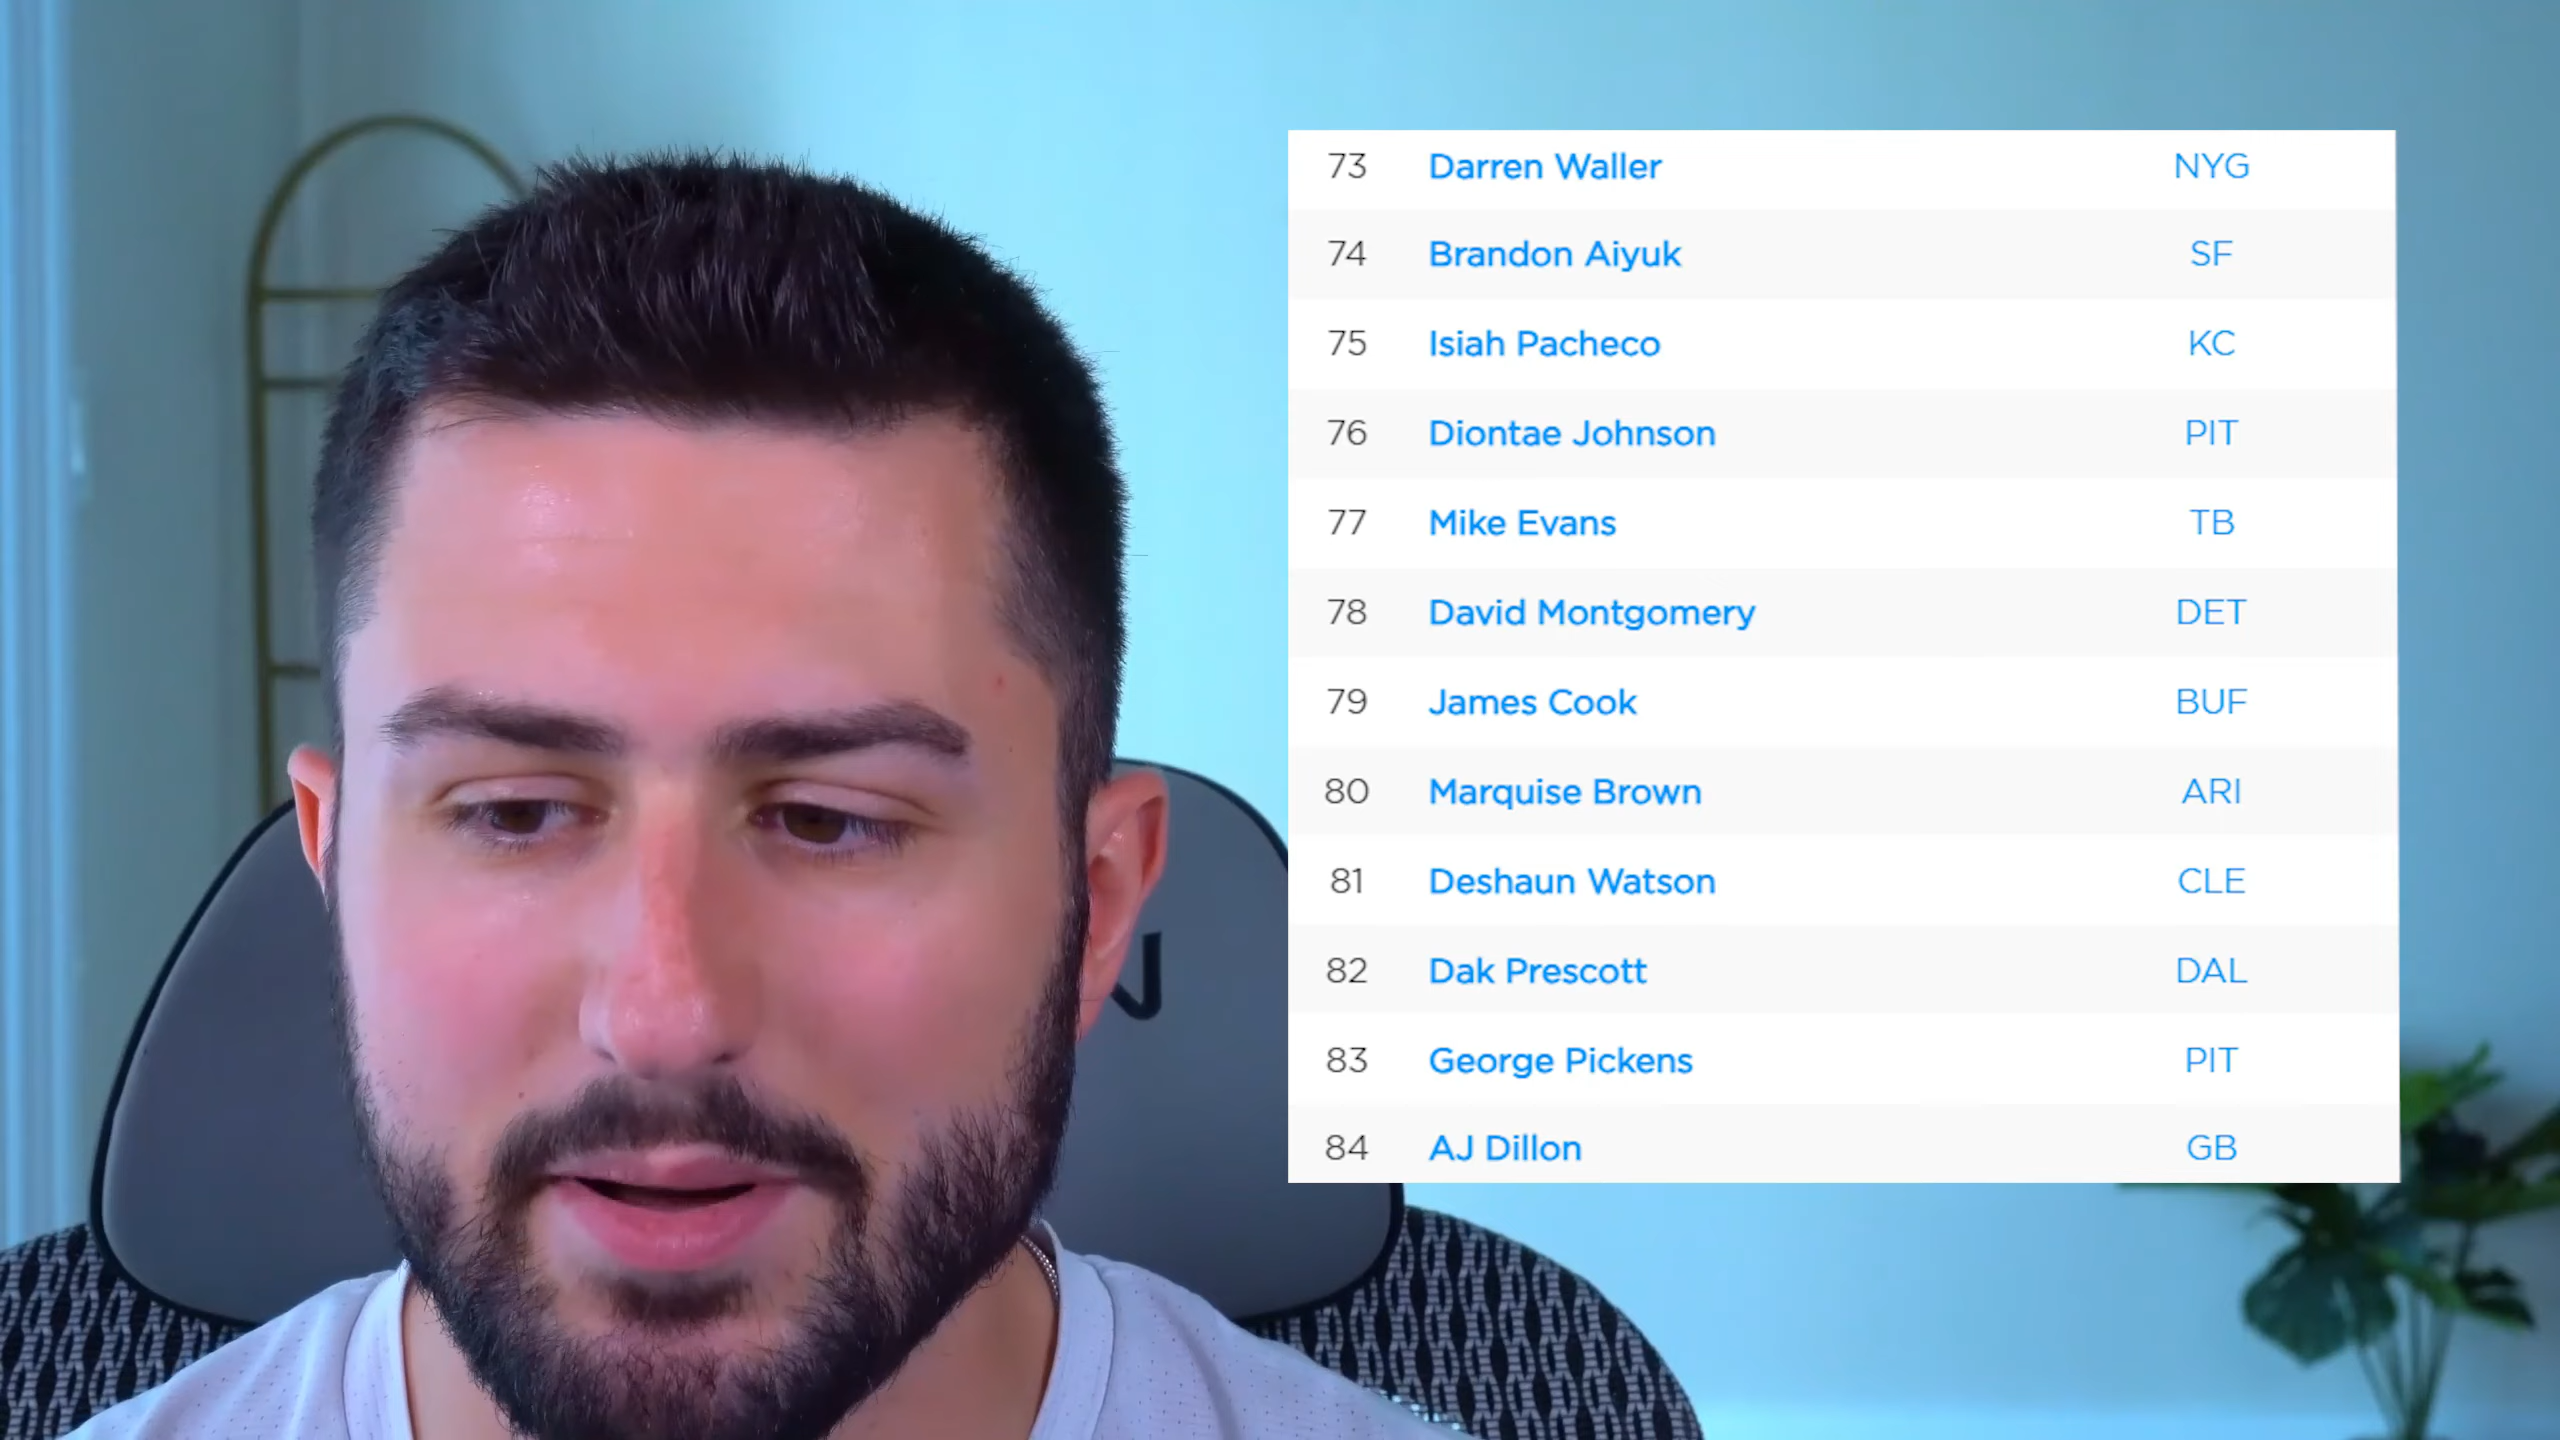 73 Darren Waller NYG
74 Brandon Aiyuk SF
75 Isiah Pacheco KC
76 Diontae Johnson PIT
77 Mike Evans TB
78 David Montgomery DET
79 James Cook BUF
80 Marquise Brown ARI
81 Deshaun Watson CLE
82 Dak Prescott DAL
83 George Pickens PIT
84 AJ Dillon GB